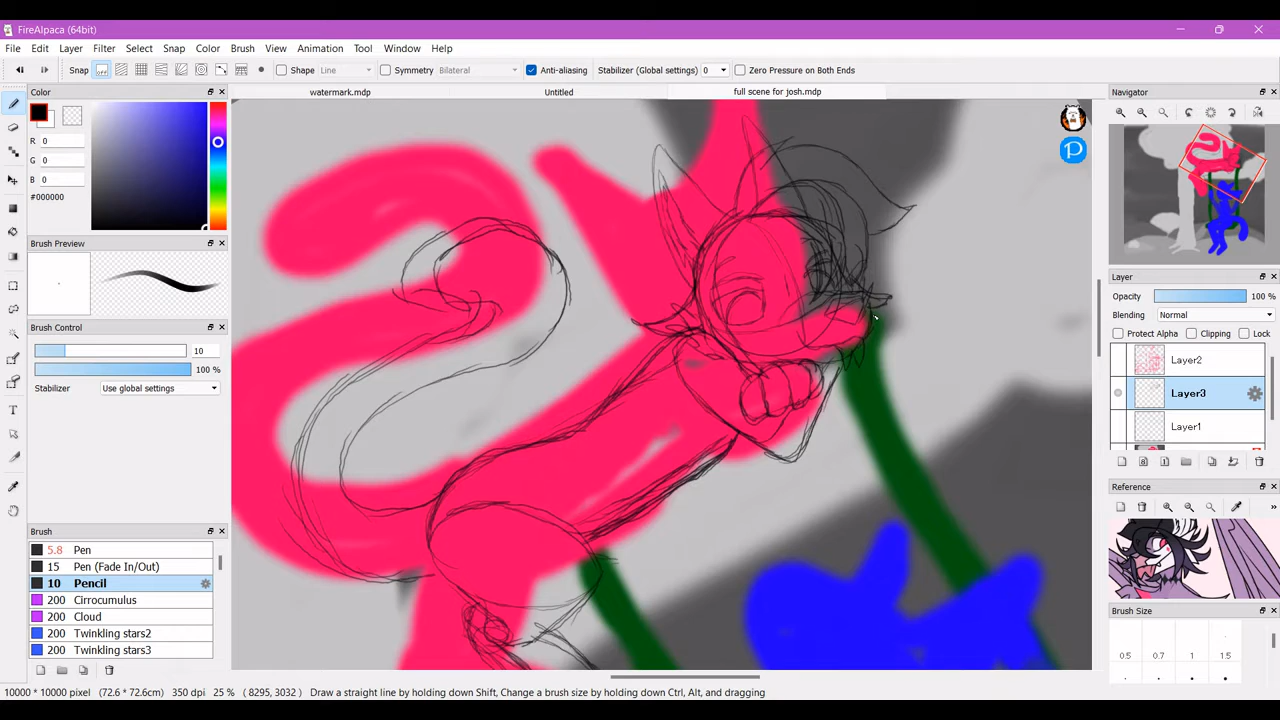 FireAlpaca (64bit)
File Edit Layer Filter Select Snap Color Brush View Animation Tool Window Help
Snap Shape Line Symmetry Bilateral Anti-aliasing Stabilizer (Global settings) 0 Zero Pressure on Both Ends
Color
watermark.mdp Untitled full scene for josh.mdp
Navigator
R 0
G 0
B 0
#000000
Brush Preview
Brush Control
10
100 %
Stabilizer Use global settings
Brush
5.8 Pen
15 Pen (Fade In/Out)
10 Pencil
200 Cirrocumulus
200 Cloud
200 Twinkling stars2
200 Twinkling stars3
Layer
Opacity 100 %
Blending Normal
Protect Alpha Clipping Lock
Layer2
Layer3
Layer1
Reference
Brush Size
0.5 0.7 1 1.5
10000 * 10000 pixel (72.6 * 72.6cm) 350 dpi 25 % ( 8295, 3032 ) Draw a straight line by holding down Shift, Change a brush size by holding down Ctrl, Alt, and dragging